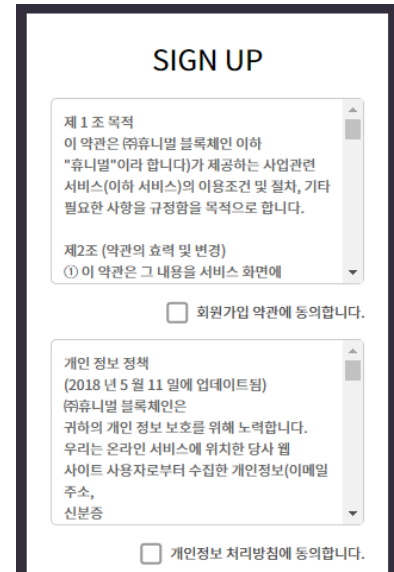 SIGN UP
제 1 조 목적
이 약관은 ㈜휴니멀 블록체인 이하
"휴니멀"이라 합니다)가 제공하는 사업관련
서비스(이하 서비스)의 이용조건 및 절차, 기타
필요한 사항을 규정함을 목적으로 합니다.
제2조 (약관의 효력 및 변경)
① 이 약관은 그 내용을 서비스 화면에
회원가입 약관에 동의합니다.
개인 정보 정책
(2018 년 5 월 11 일에 업데이트됨)
㈜휴니멀 블록체인은
귀하의 개인 정보 보호를 위해 노력합니다.
우리는 온라인 서비스에 위치한 당사 웹
사이트 사용자로부터 수집한 개인정보(이메일
주소,
신분증
개인정보 처리방침에 동의합니다.